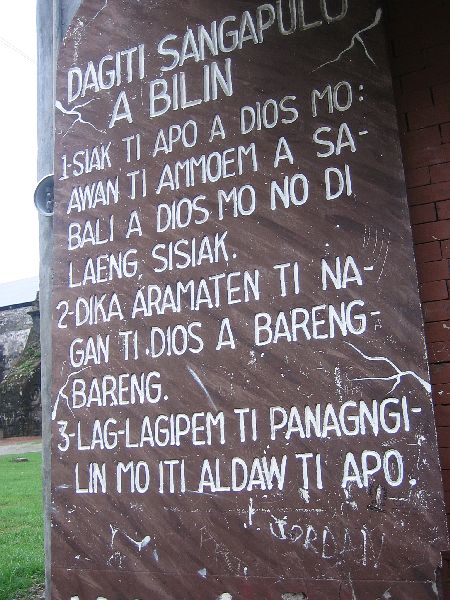 DAGITI SANGAPULO
A BILIN
1-SIAK TI APO A DIOS MO:
AWAN TI AMMOEM A SA-
BALI A DIOS MO NO DI
LAENG, SISIAK.
2-DIKA ARAMATEN TI NA-
GAN TI DIOS A BARENG-
BARENG.
3-LAG-LAGIPEM TI PANAGNGI-
LIN MO ITI ALDAW TI APO.
JORDAN